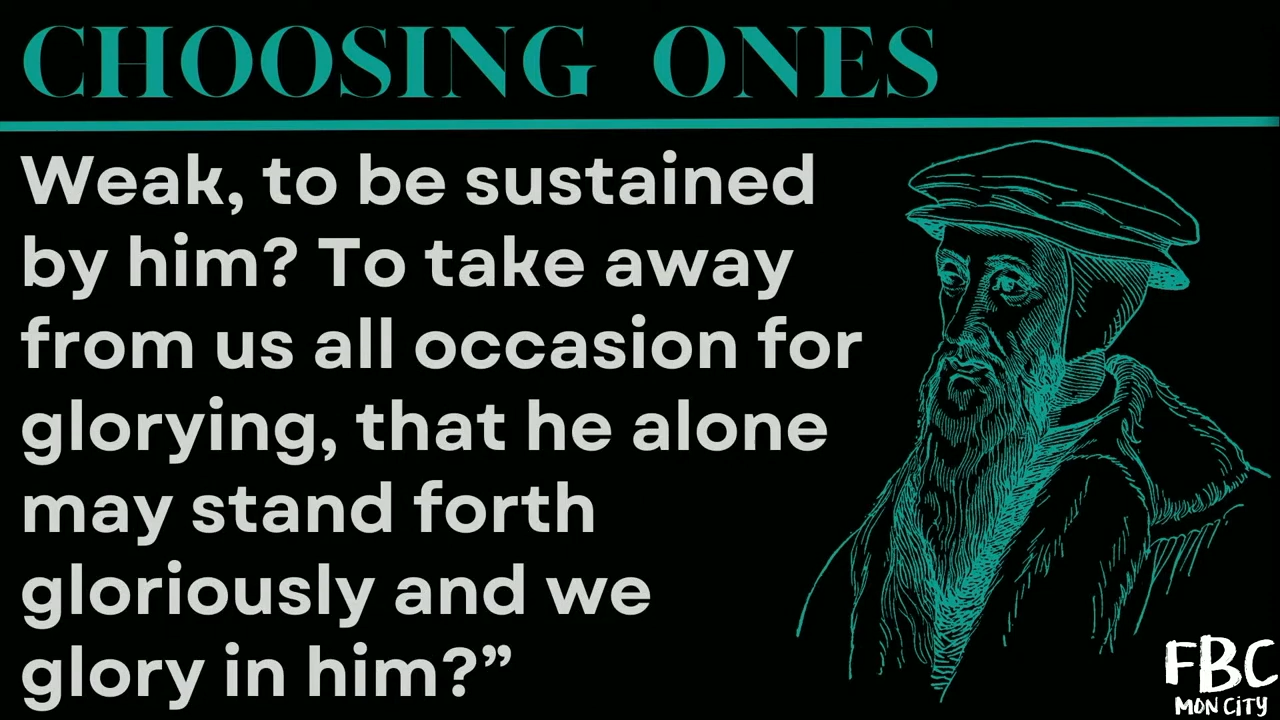 CHOOSING ONES
Weak, to be sustained
by him? To take away
from us all occasion for
glorying, that he alone
may stand forth
gloriously and we
glory in him?”
FBC
MON CITY